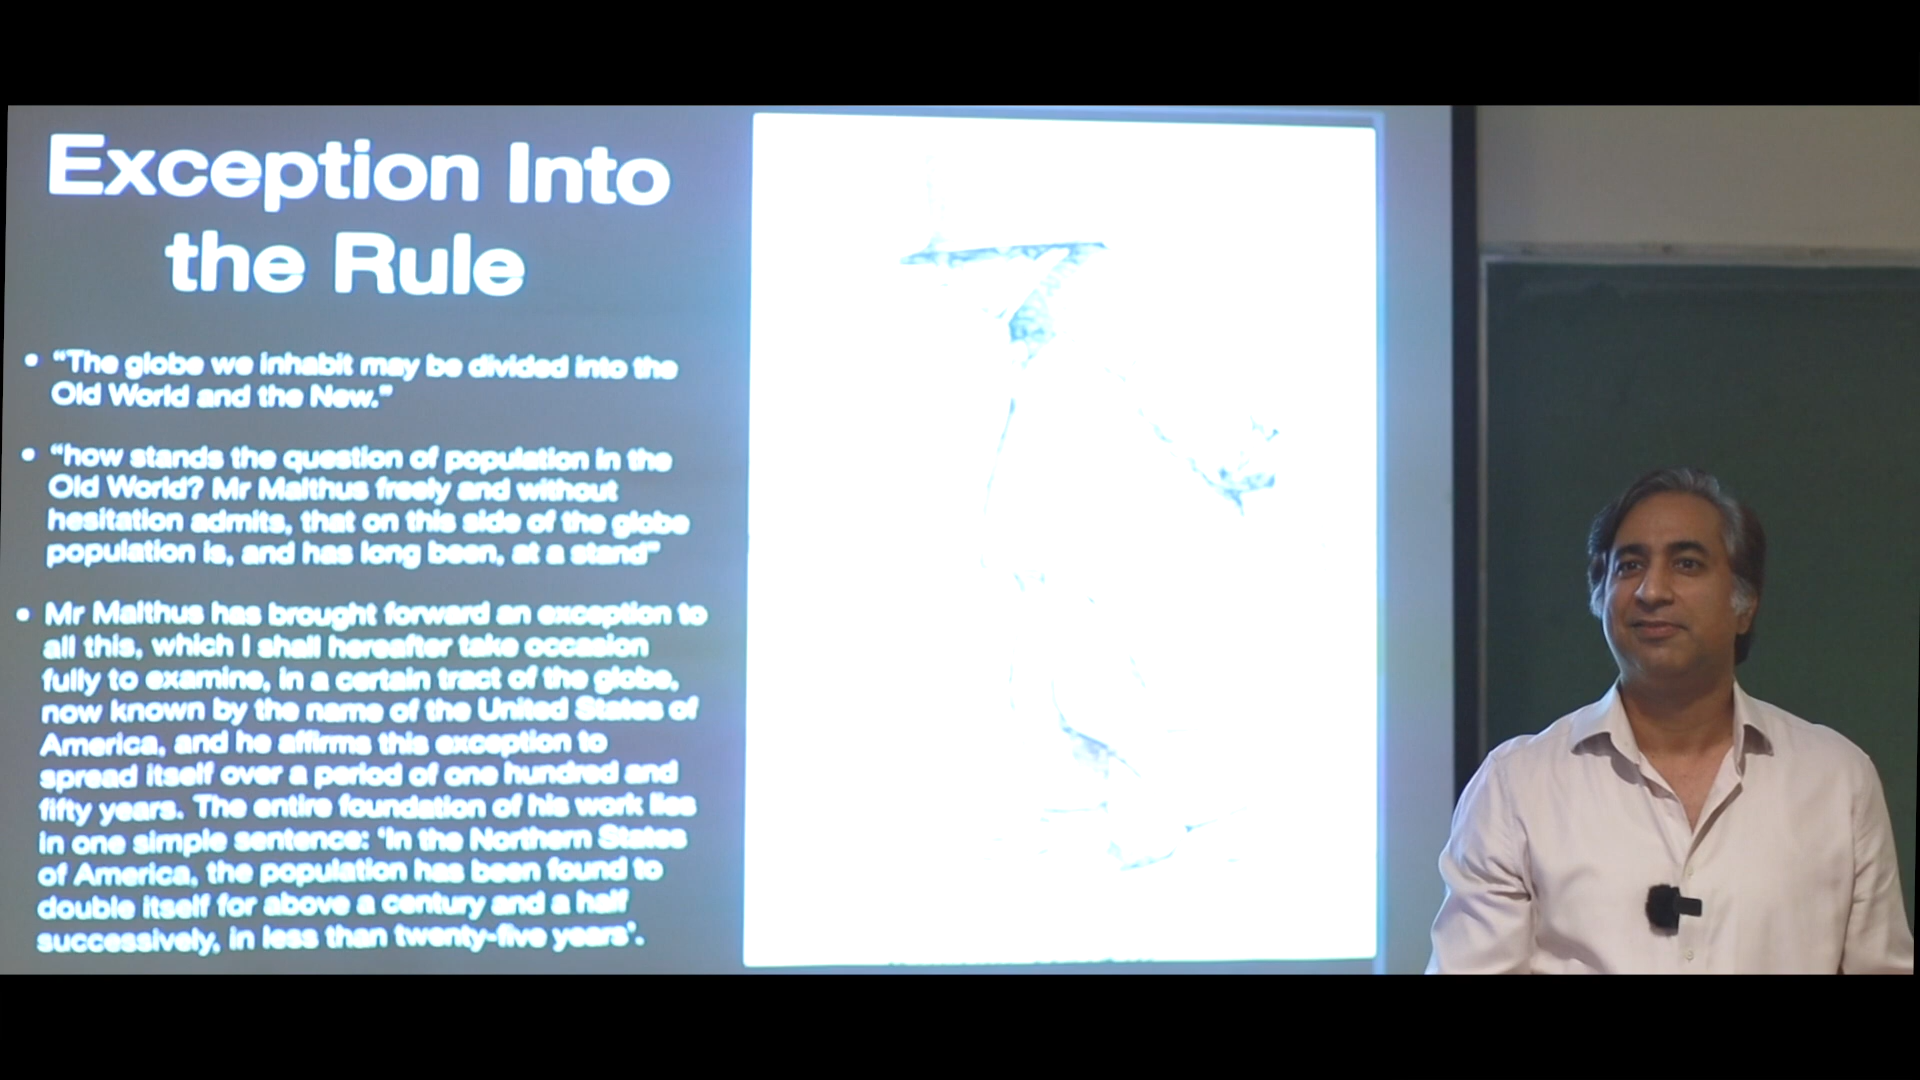 Exception Into
the Rule
• “The globe we inhabit may be divided into the
Old World and the New.”
• “how stands the question of population in the
Old World? Mr Malthus freely and without
hesitation admits, that on this side of the globe
population is, and has long been, at a stand”
• Mr Malthus has brought forward an exception to
all this, which I shall hereafter take occasion
fully to examine, in a certain tract of the globe,
now known by the name of the United States of
America, and he affirms this exception to
spread itself over a period of one hundred and
fifty years. The entire foundation of his work lies
in one simple sentence: ‘In the Northern States
of America, the population has been found to
double itself for above a century and a half
successively, in less than twenty-five years’.